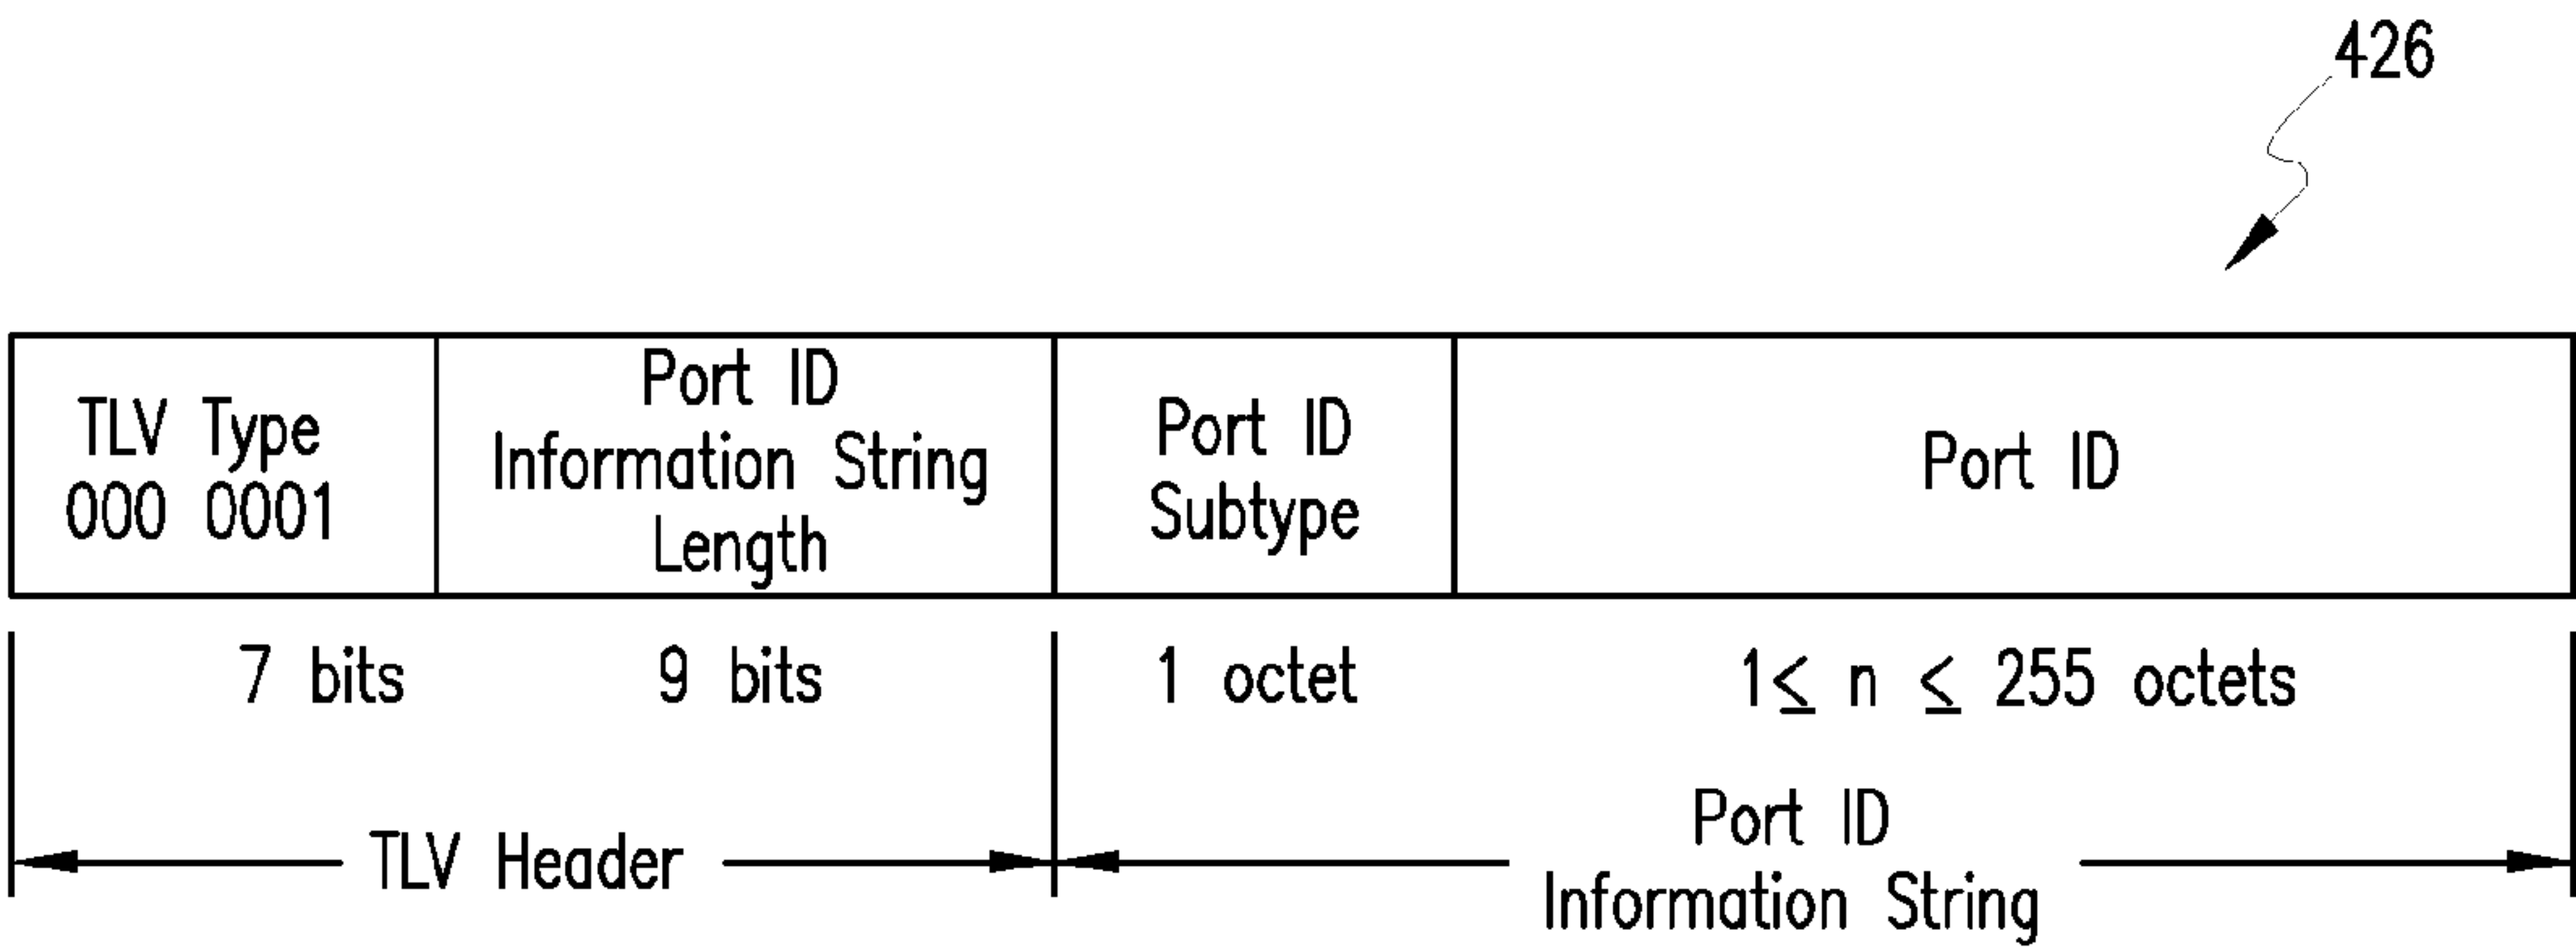 426
TLV Type
000 0001
Port ID
Information String
Length
Port ID
Subtype
Port ID
7 bits
9 bits
1 octet
1≤ n ≤ 255 octets
TLV Header
Port ID
Information String